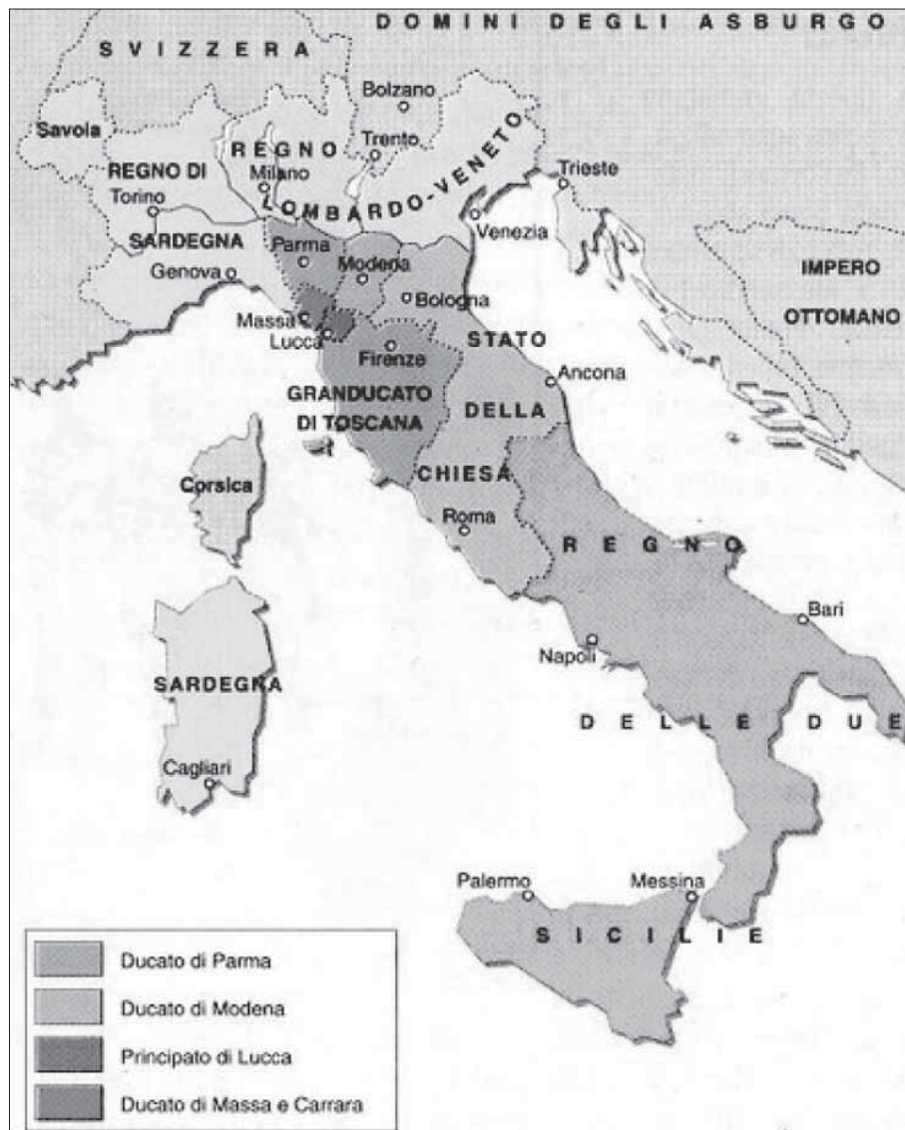 DOMINI DEGLI ASBURGO
SVIZZERA
Bolzano
Savoia
Trento
REGNO
REGNO DI
Milano
Trieste
Torino
LOMBARDO-VENETO
Venezia
SARDEGNA
Parma
Modena
IMPERO
Genova
Bologna
OTTOMANO
Massa
Lucca
STATO
Firenze
Ancona
GRANDUCATO
DELLA
DI TOSCANA
CHIESA
Corsica
Roma
REGNO
Bari
Napoli
SARDEGNA
DELLE DUE
Cagliari
Palermo
Messina
SICILIE
Ducato di Parma
Ducato di Modena
Principato di Lucca
Ducato di Massa e Carrara